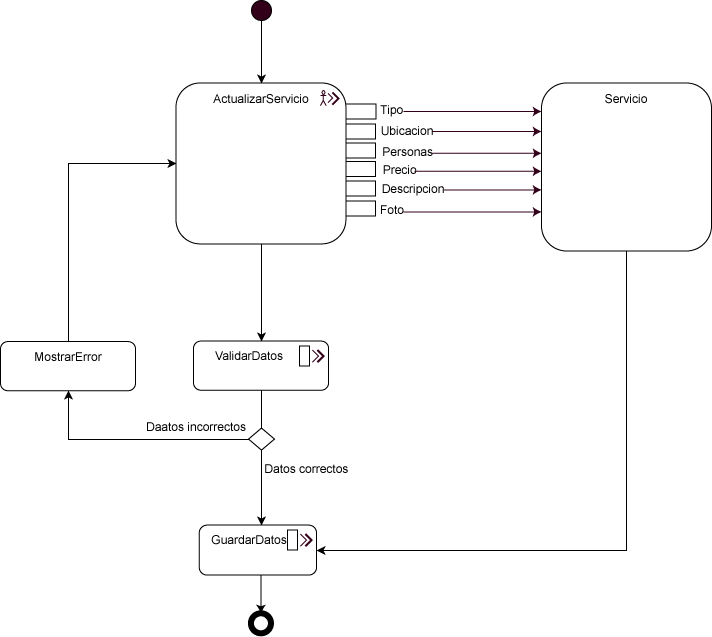 ActualizarServicio
Servicio
Tipo
Ubicacion
Personas
Precio
Descripcion
Foto
MostrarError
ValidarDatos
Daatos incorrectos
Datos correctos
GuardarDatos